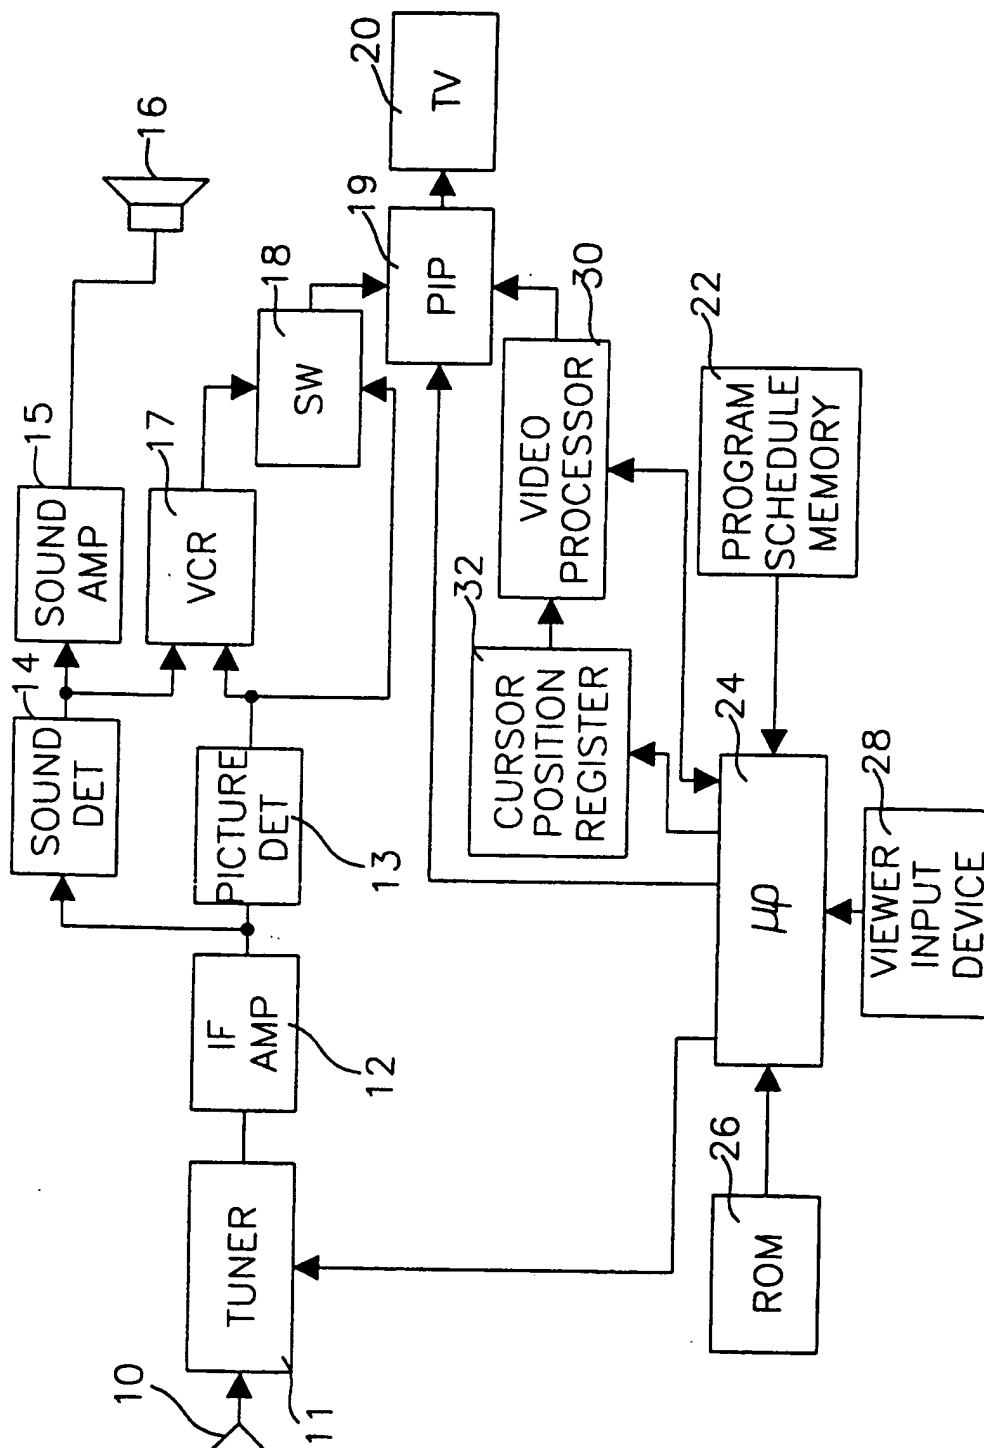 10
11
TUNER
12
IF
AMP
13
PICTURE
DET
14
SOUND
DET
15
SOUND
AMP
16
17
VCR
18
SW
19
PIP
20
TV
30
VIDEO
PROCESSOR
32
CURSOR
POSITION
REGISTER
22
PROGRAM
SCHEDULE
MEMORY
24
μp
26
ROM
28
VIEWER
INPUT
DEVICE